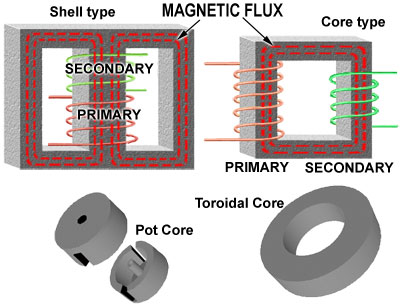 Shell type
MAGNETIC FLUX
Core type
SECONDARY
PRIMARY
PRIMARY
SECONDARY
Pot Core
Toroidal Core